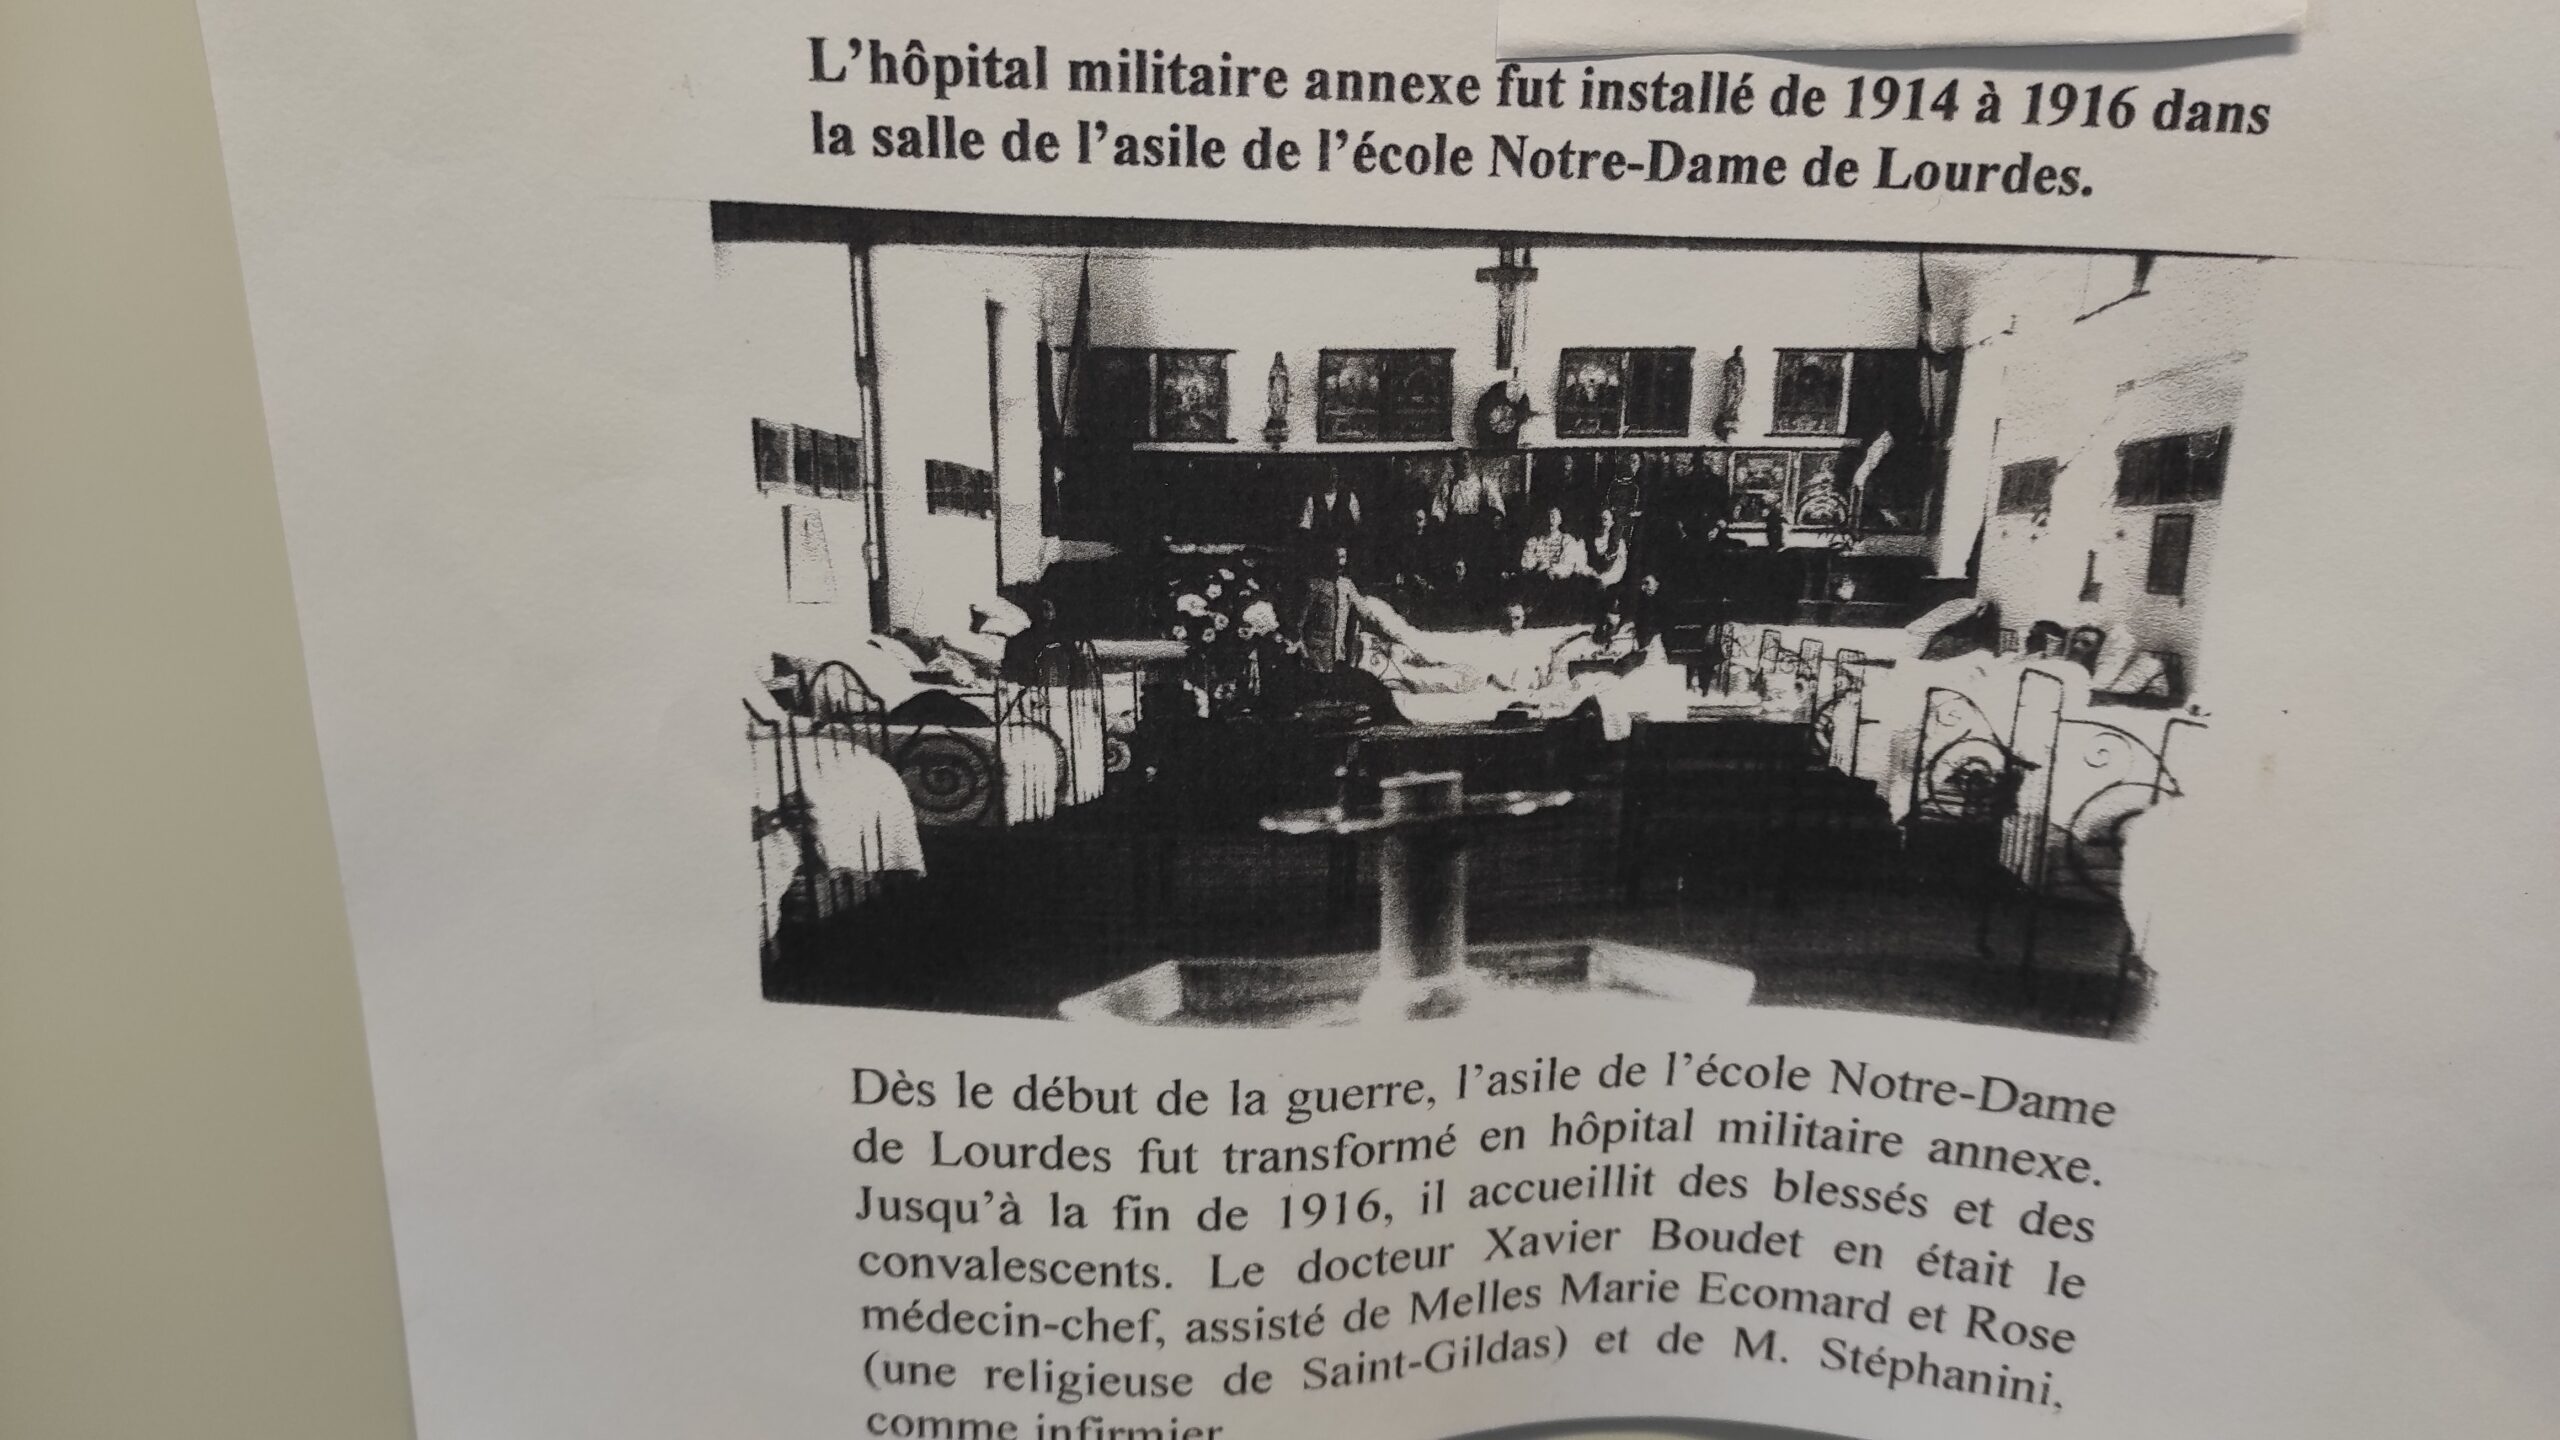 L'hôpital militaire annexe fut installé de 1914 à 1916 dans
la salle de l'asile de l'école Notre-Dame de Lourdes.
Dès le début de la guerre, l'asile de l'école Notre-Dame
de Lourdes fut transformé en hôpital militaire annexe.
Jusqu'à la fin de 1916, il accueillit des blessés et des
convalescents. Le docteur Xavier Boudet en était le
médecin-chef, assisté de Melles Marie Ecomard et Rose
(une religieuse de Saint-Gildas) et de M. Stéphanini,
comme infirmier